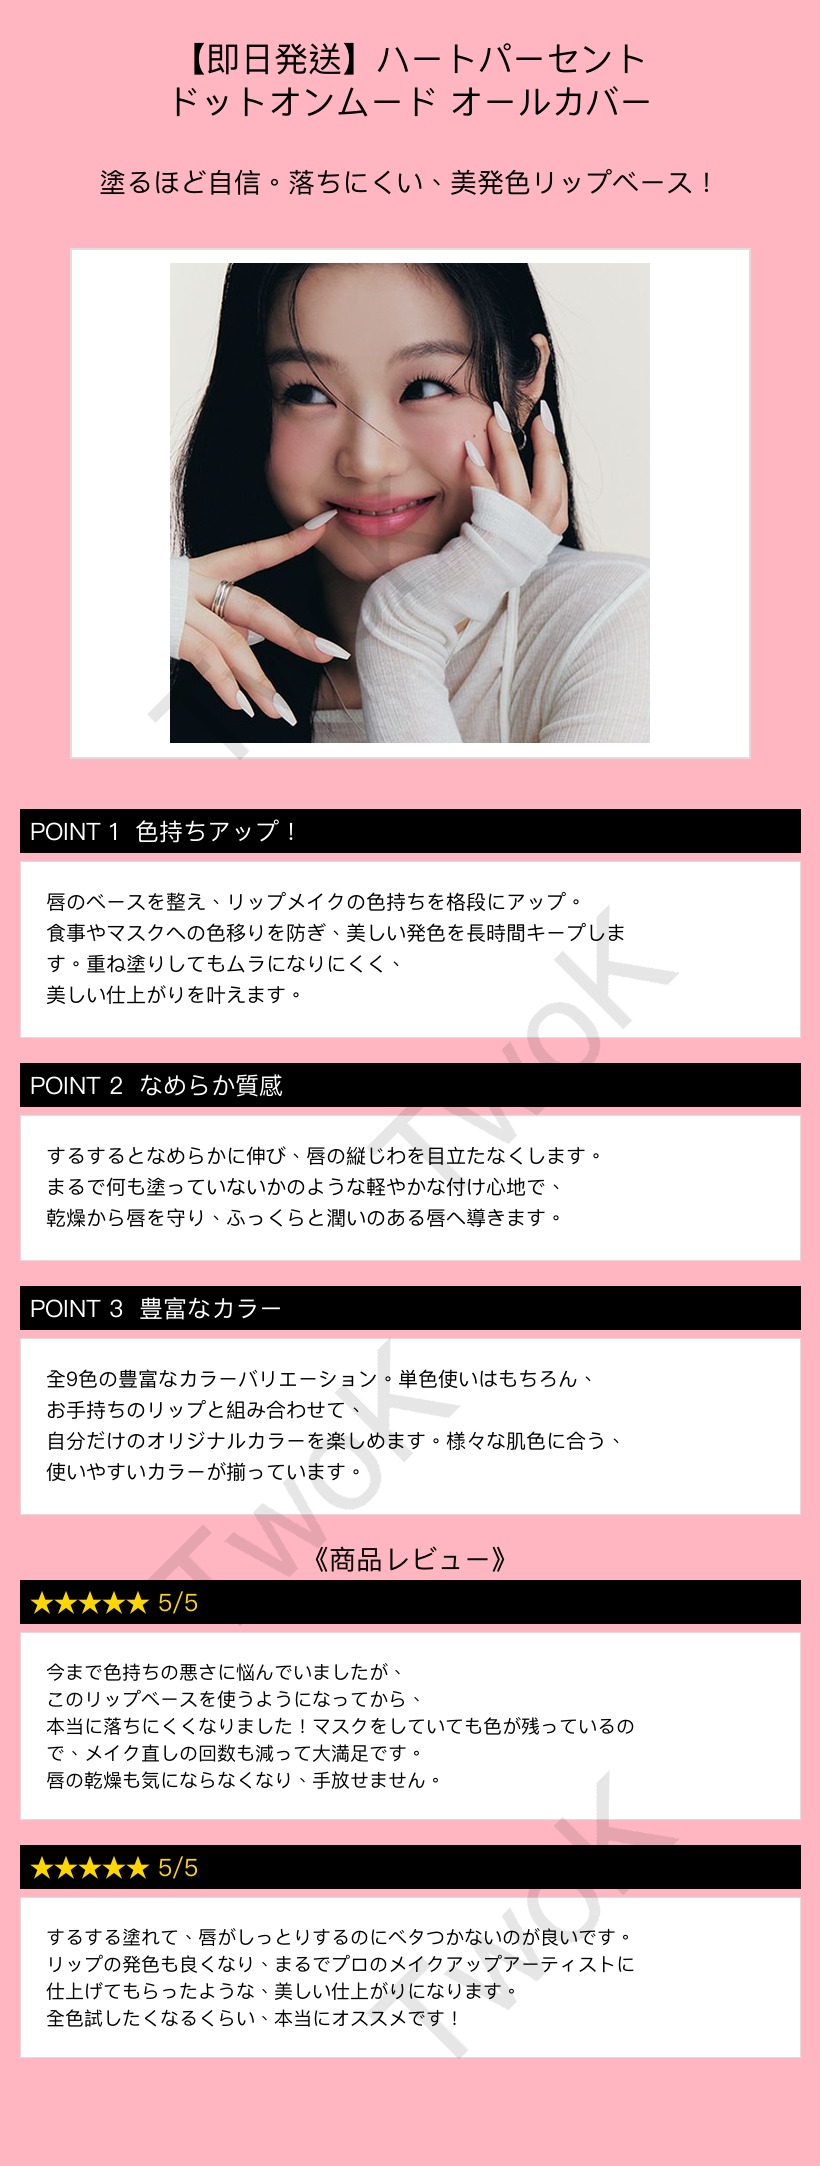 【即日発送】ハートパーセント
ドットオンムード オールカバー
塗るほど自信。落ちにくい、美発色リップベース！
POINT 1 色持ちアップ！
唇のベースを整え、リップメイクの色持ちを格段にアップ。
食事やマスクへの色移りを防ぎ、美しい発色を長時間キープしま
す。重ね塗りしてもムラになりにくく、
美しい仕上がりを叶えます。
POINT 2 なめらか質感
するするとなめらかに伸び、唇の縦じわを目立たなくします。
まるで何も塗っていないかのような軽やかな付け心地で、
乾燥から唇を守り、ふっくらと潤いのある唇へ導きます。
POINT 3 豊富なカラー
全9色の豊富なカラーバリエーション。単色使いはもちろん、
お手持ちのリップと組み合わせて、
自分だけのオリジナルカラーを楽しめます。様々な肌色に合う、
使いやすいカラーが揃っています。
《商品レビュー》
★★★★★ 5/5
今まで色持ちの悪さに悩んでいましたが、
このリップベースを使うようになってから、
本当に落ちにくくなりました！マスクをしていても色が残っているの
で、メイク直しの回数も減って大満足です。
唇の乾燥も気にならなくなり、手放せません。
★★★★★ 5/5
するする塗れて、唇がしっとりするのにベタつかないのが良いです。
リップの発色も良くなり、まるでプロのメイクアップアーティストに
仕上げてもらったような、美しい仕上がりになります。
全色試したくなるくらい、本当にオススメです！
TwoK
TwoK
TwoK
TwoK